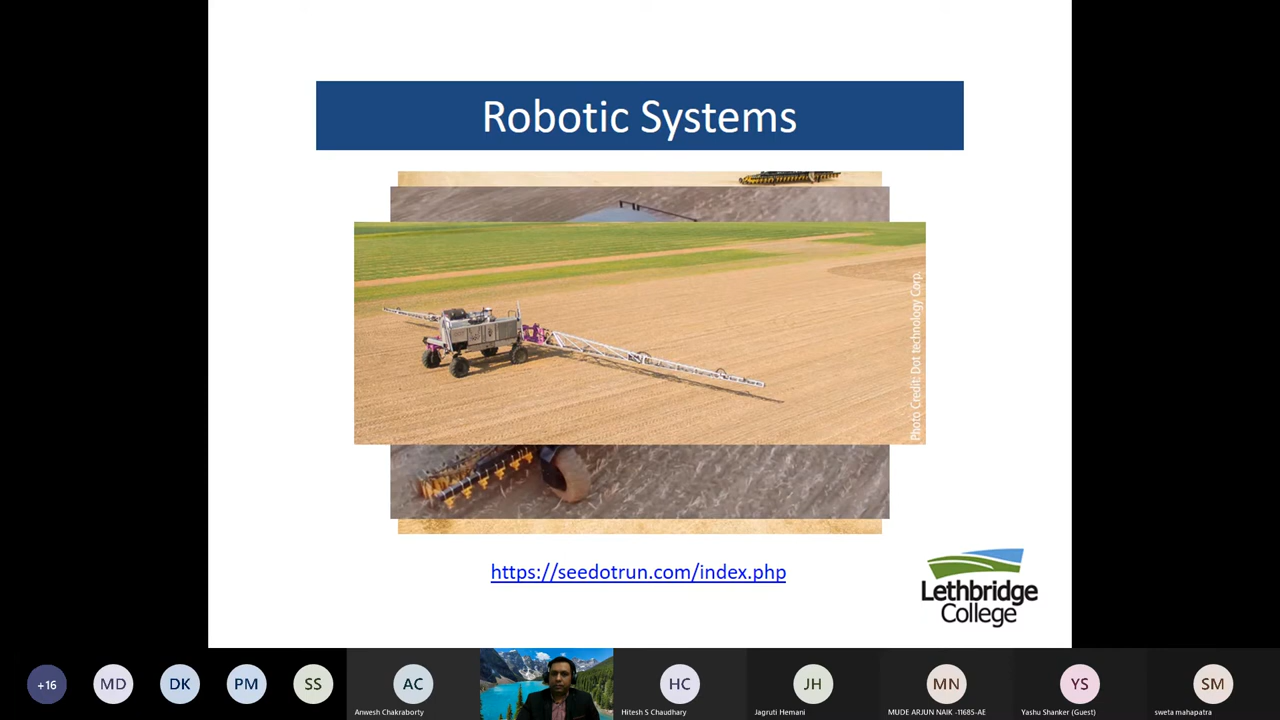 Robotic Systems
Photo Credit: Dot technology Corp.
https://seedotrun.com/index.php
Lethbridge
College
+16
MD
DK
PM
SS
AC
HC
JH
MN
YS
SM
Anwesh Chakraborty
Hitesh S Chaudhary
Jagruti Hemani
MUDE ARJUN NAIK -11685-AE
Yashu Shanker (Guest)
sweta mahapatra